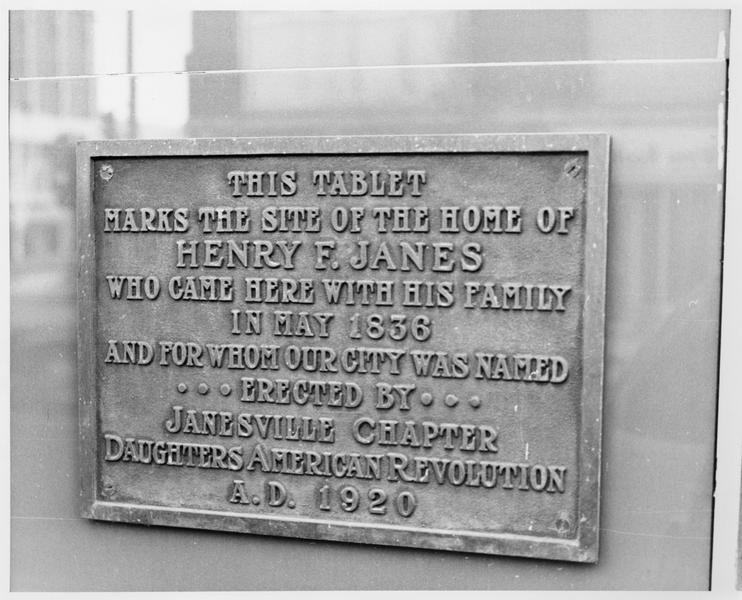 THIS TABLET
MARKS THE SITE OF THE HOME OF
HENRY F. JANES
WHO CAME HERE WITH HIS FAMILY
IN MAY 1836
AND FOR WHOM OUR CITY WAS NAMED
• • • ERECTED BY • • •
JANESVILLE CHAPTER
DAUGHTERS AMERICAN REVOLUTION
A. D. 1920